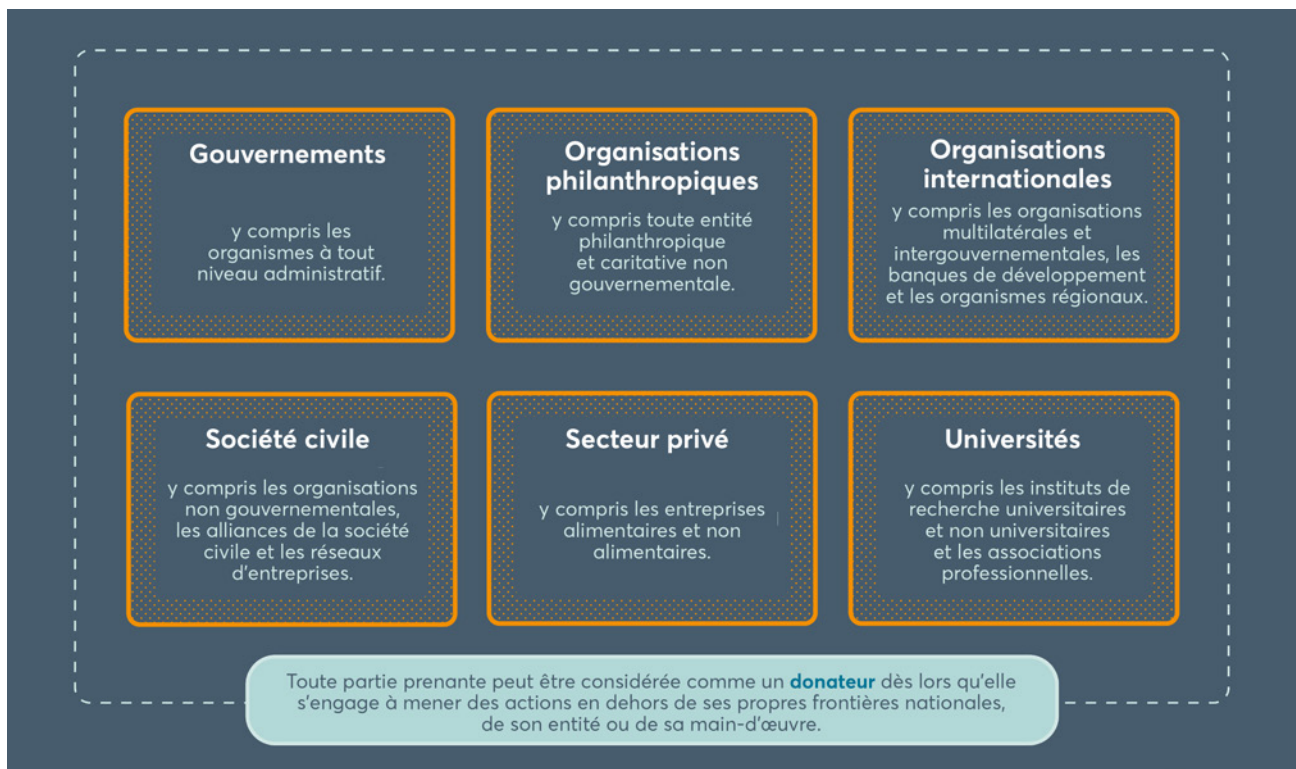 Gouvernements
y compris les
organismes à tout
niveau administratif.
Organisations
philanthropiques
y compris toute entité
philanthropique
et caritative non
gouvernementale.
Organisations
internationales
y compris les organisations
multilatérales et
intergouvernementales, les
banques de développement
et les organismes régionaux.
Société civile
y compris les organisations
non gouvernementales,
les alliances de la société
civile et les réseaux
d'entreprises.
Secteur privé
y compris les entreprises
alimentaires et non
alimentaires.
Universités
y compris les instituts de
recherche universitaires
et non universitaires
et les associations
professionnelles.
Toute partie prenante peut être considérée comme un donateur dès lors qu'elle
s'engage à mener des actions en dehors de ses propres frontières nationales,
de son entité ou de sa main-d'œuvre.